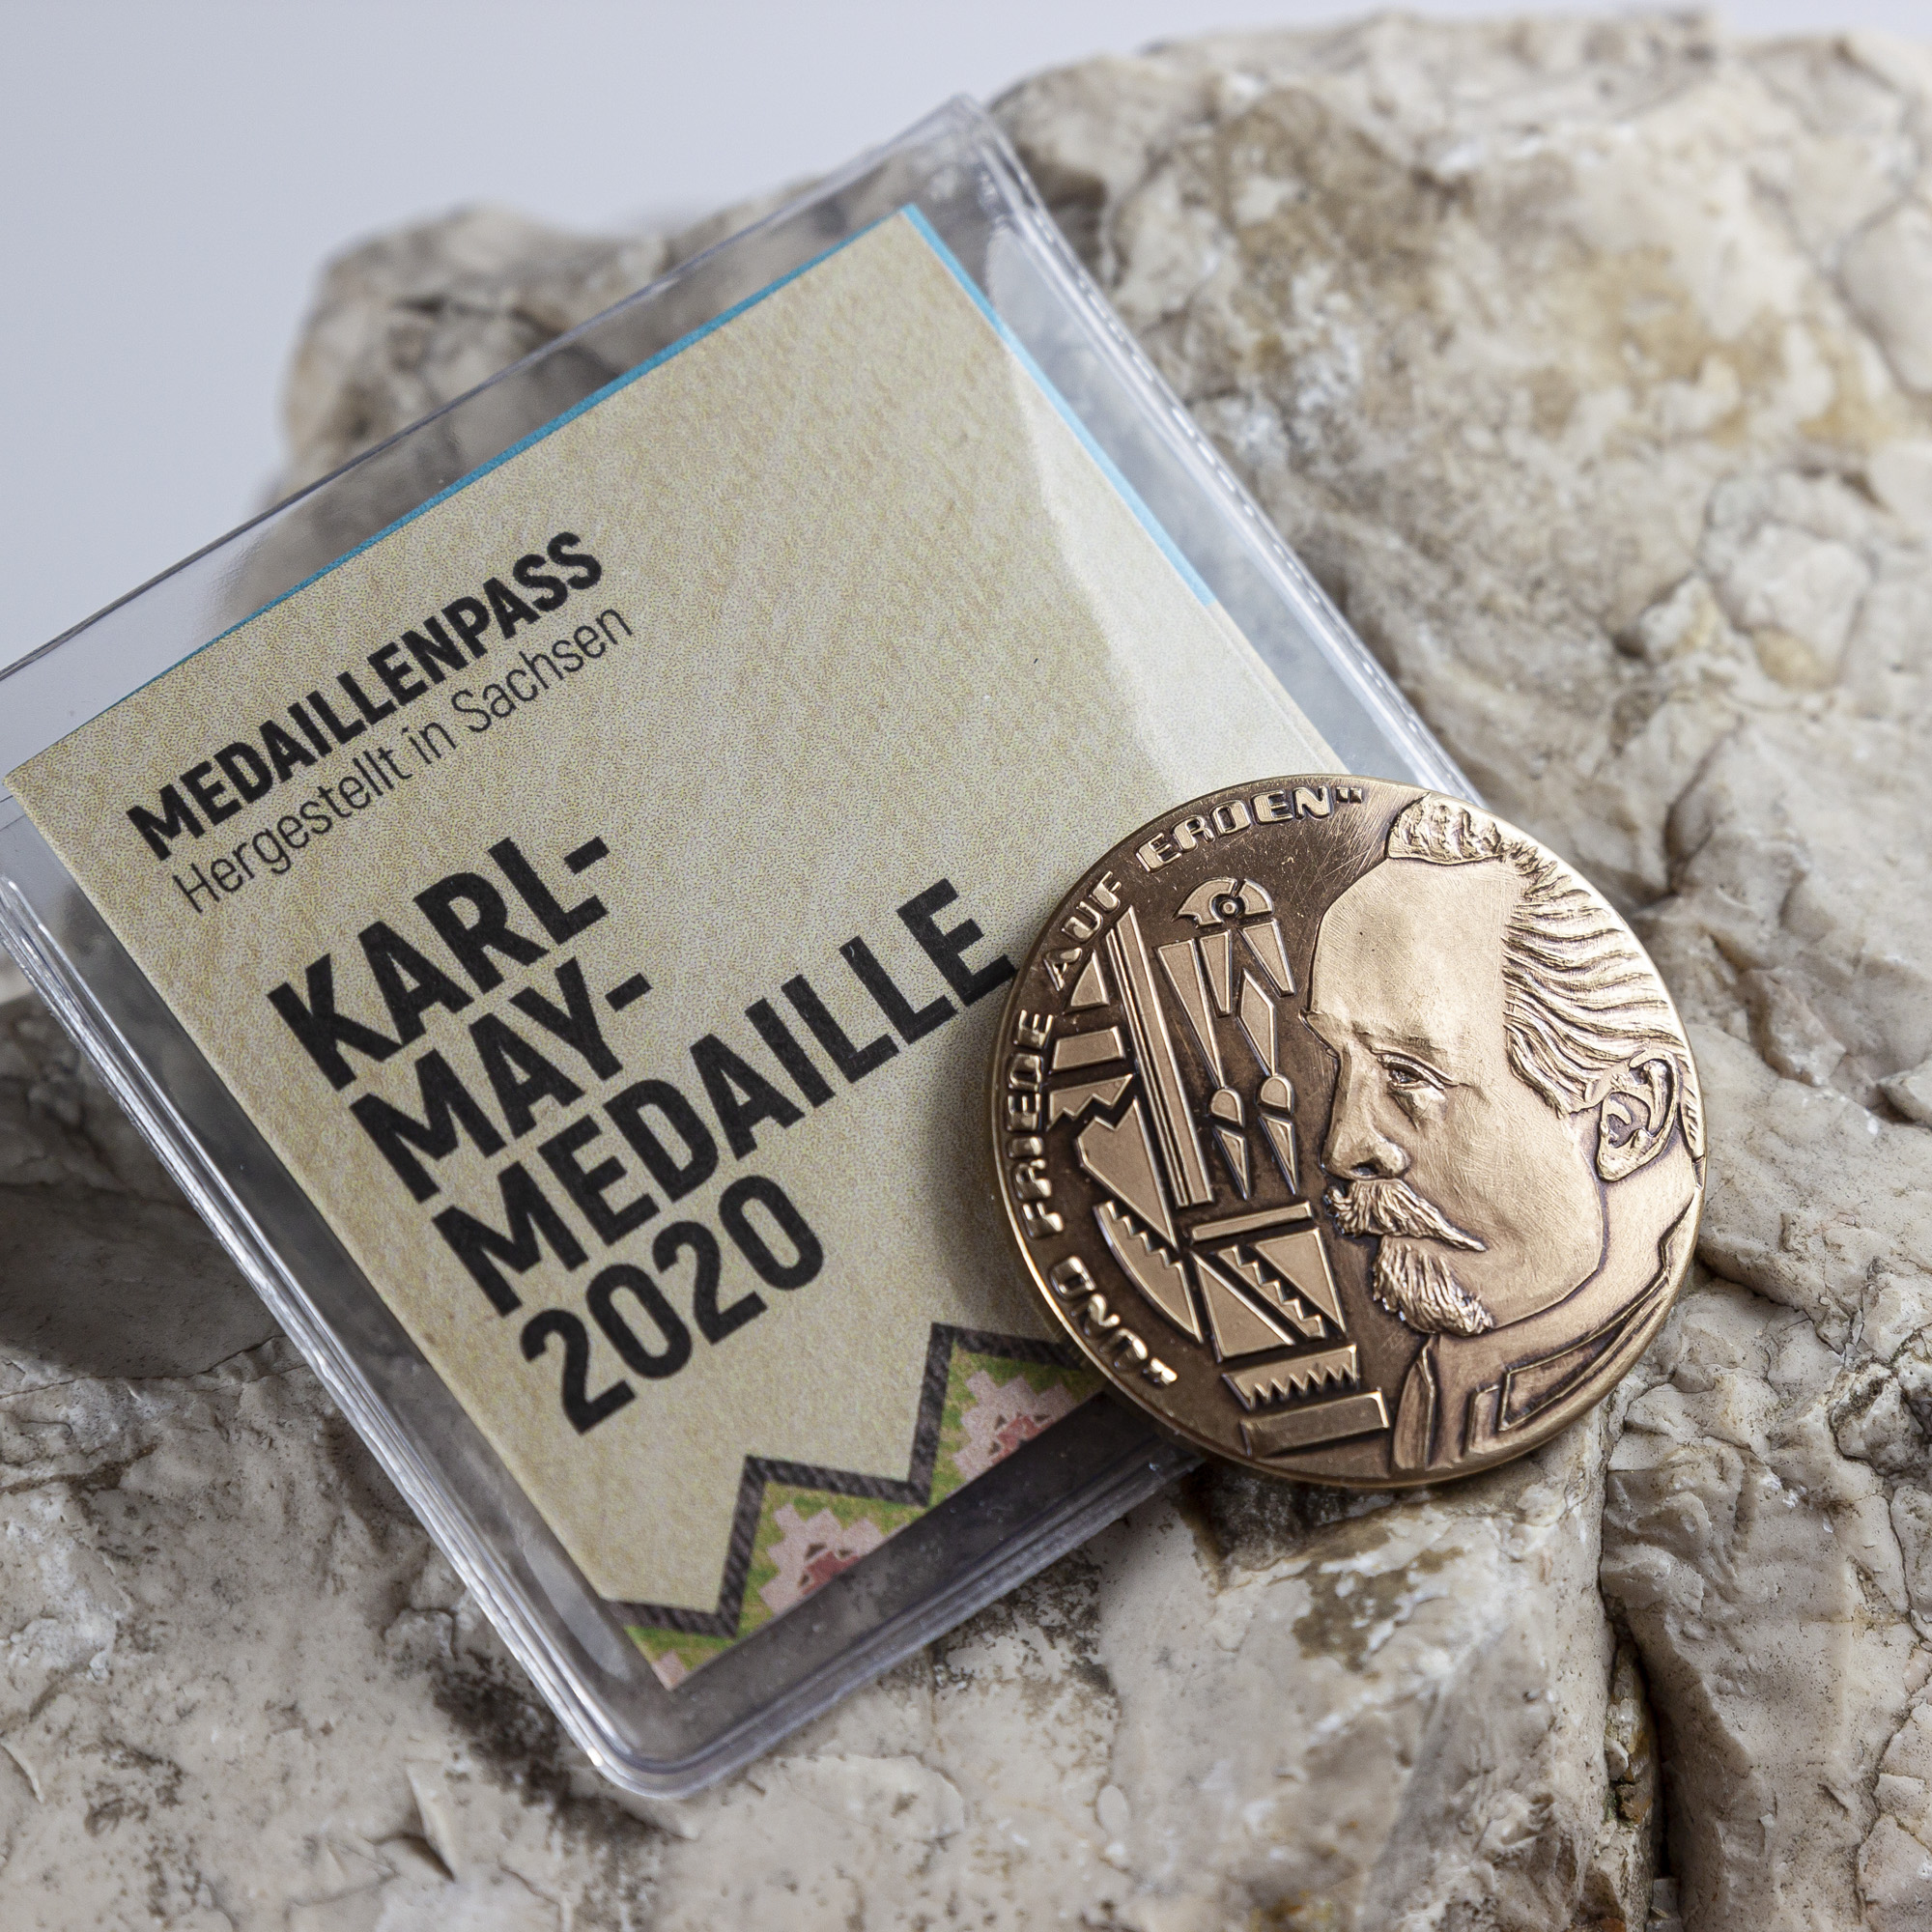 MEDAILLENPASS
Hergestellt in Sachsen
KARL-
MAY-
MEDAILLE
2020
"UND FRIEDE AUF ERDEN"